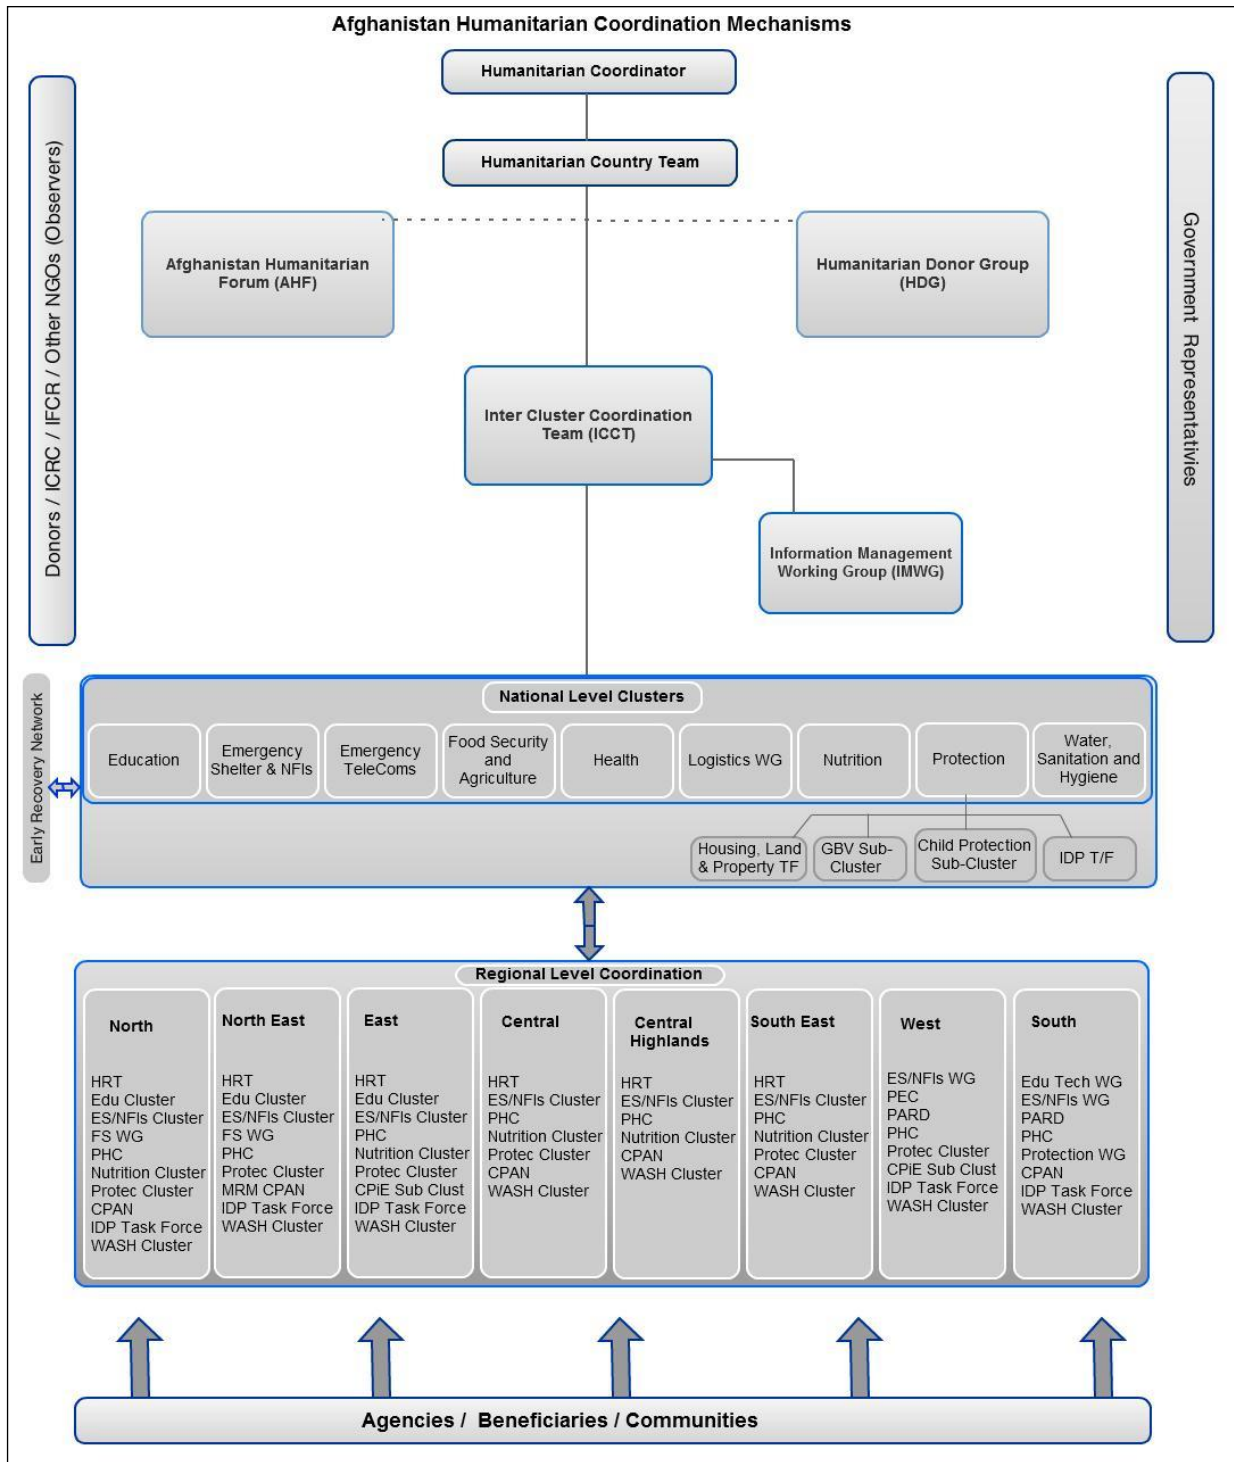 Afghanistan Humanitarian Coordination Mechanisms
Humanitarian Coordinator
Humanitarian Country Team
Donors / ICRC / IFCR / Other NGOs (Observers)
Government Representativies
Afghanistan Humanitarian
Forum (AHF)
Humanitarian Donor Group
(HDG)
Inter Cluster Coordination
Team (ICCT)
Information Management
Working Group (IMWG)
Early Recovery Network
National Level Clusters
Education
Emergency
Shelter & NFIs
Emergency
TeleComs
Food Security
and
Agriculture
Health
Logistics WG
Nutrition
Protection
Water,
Sanitation and
Hygiene
Housing, Land
& Property TF
GBV Sub-
Cluster
Child Protection
Sub-Cluster
IDP T/F
Regional Level Coordination
North
HRT
Edu Cluster
ES/NFIs Cluster
FS WG
PHC
Nutrition Cluster
Protec Cluster
CPAN
IDP Task Force
WASH Cluster
North East
HRT
Edu Cluster
ES/NFIs Cluster
FS WG
PHC
Protec Cluster
MRM CPAN
IDP Task Force
WASH Cluster
East
HRT
Edu Cluster
ES/NFIs Cluster
PHC
Nutrition Cluster
Protec Cluster
CPiE Sub Clust
IDP Task Force
WASH Cluster
Central
HRT
ES/NFIs Cluster
PHC
Nutrition Cluster
Protec Cluster
CPAN
WASH Cluster
Central
Highlands
HRT
ES/NFIs Cluster
PHC
Nutrition Cluster
CPAN
WASH Cluster
South East
HRT
ES/NFIs Cluster
PHC
Nutrition Cluster
Protec Cluster
CPAN
WASH Cluster
West
ES/NFIs WG
PEC
PARD
PHC
Protec Cluster
CPiE Sub Clust
IDP Task Force
WASH Cluster
South
Edu Tech WG
ES/NFIs WG
PARD
PHC
Protection WG
CPAN
IDP Task Force
WASH Cluster
Agencies / Beneficiaries / Communities